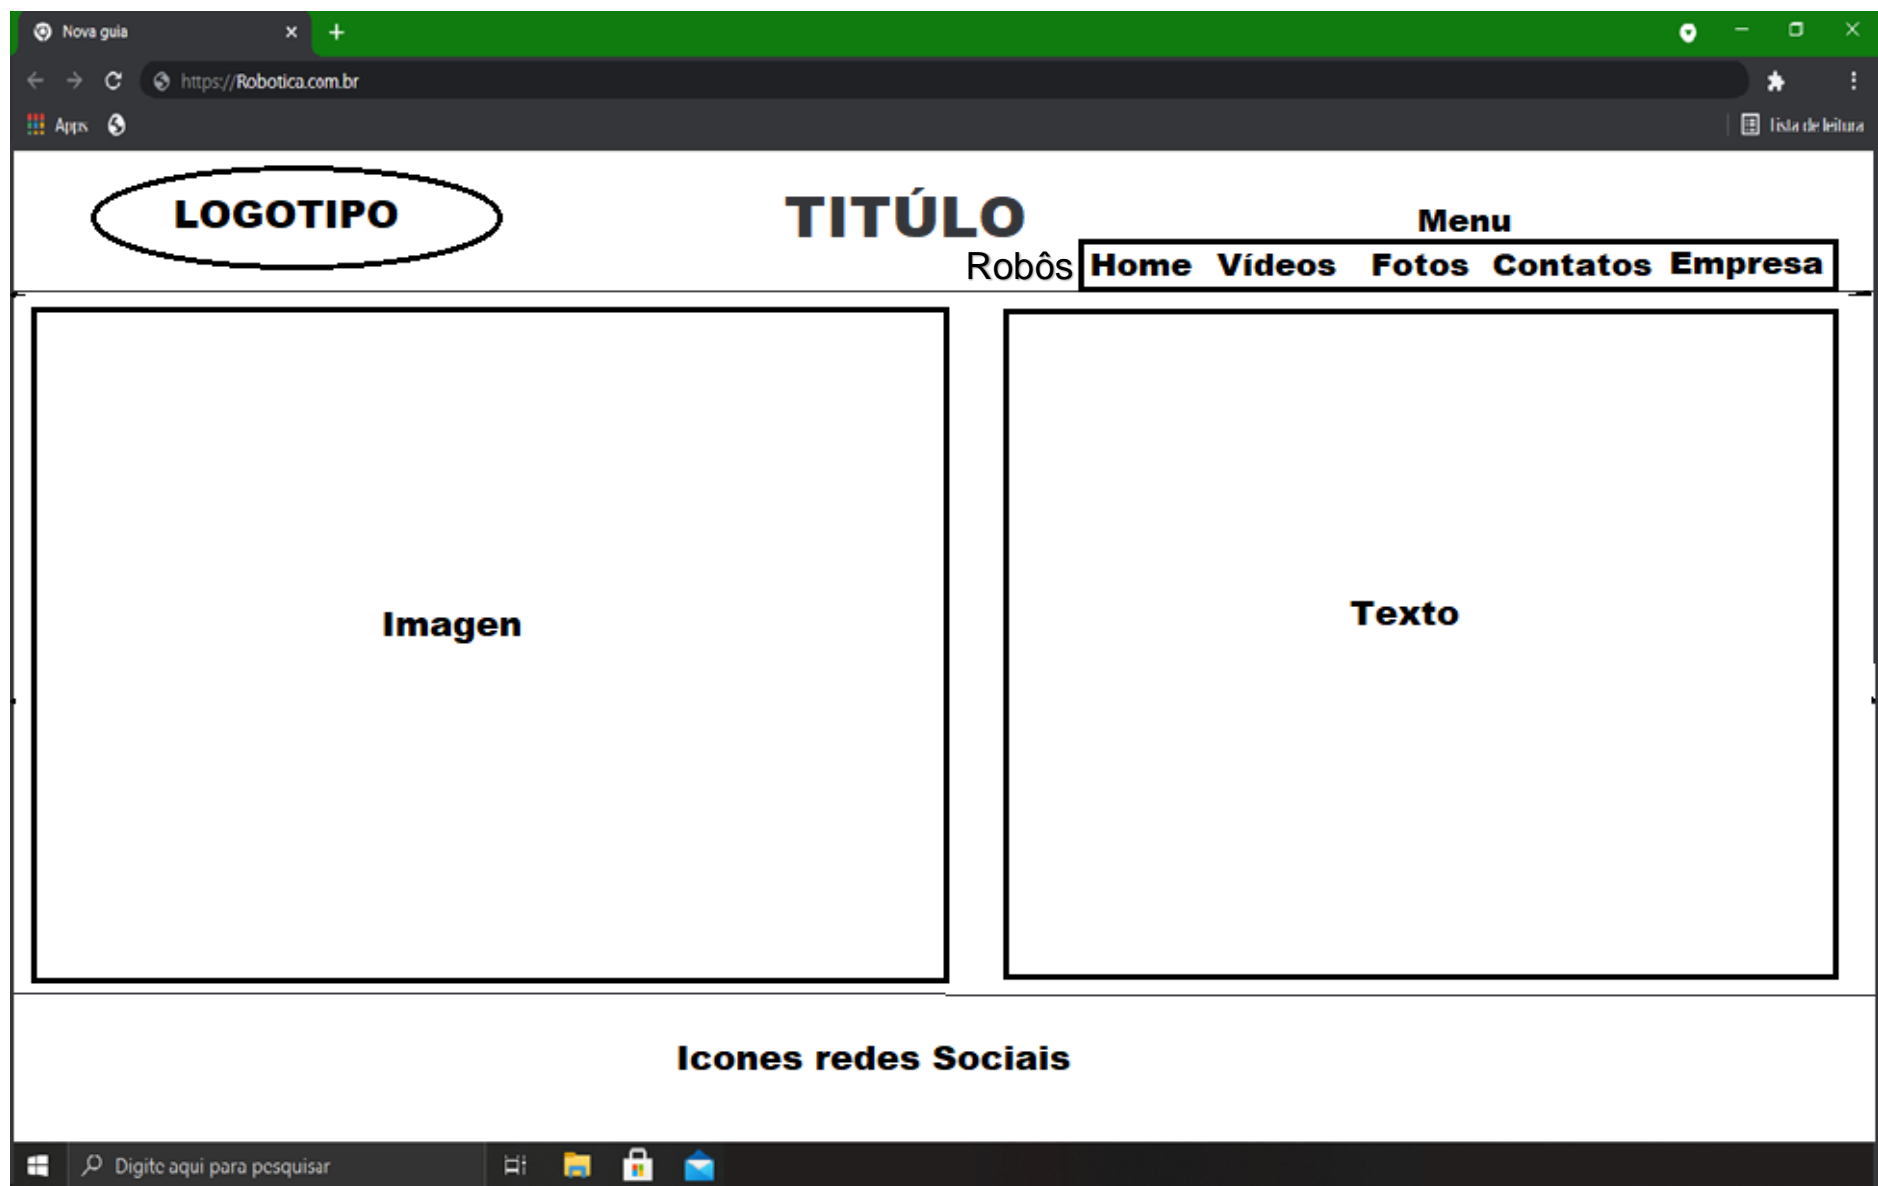 Nova guia
https://Robotica.com.br
Apps
Lista de leitura
LOGOTIPO
TITÚLO
Menu
Robôs Home Vídeos Fotos Contatos Empresa
Imagen
Texto
Icones redes Sociais
Digite aqui para pesquisar